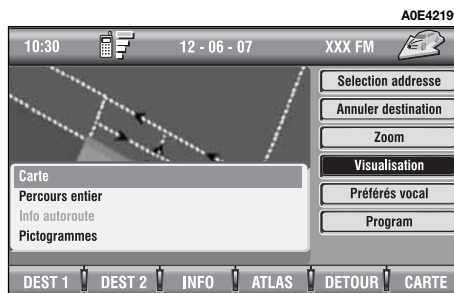 A0E4219
10:30 12 - 06 - 07 XXX FM
Selection addresse
Annuler destination
Zoom
Visualisation
Préférés vocal
Program
Carte
Percours entier
Info autoroute
Pictogrammes
DEST 1 DEST 2 INFO ATLAS DETOUR CARTE